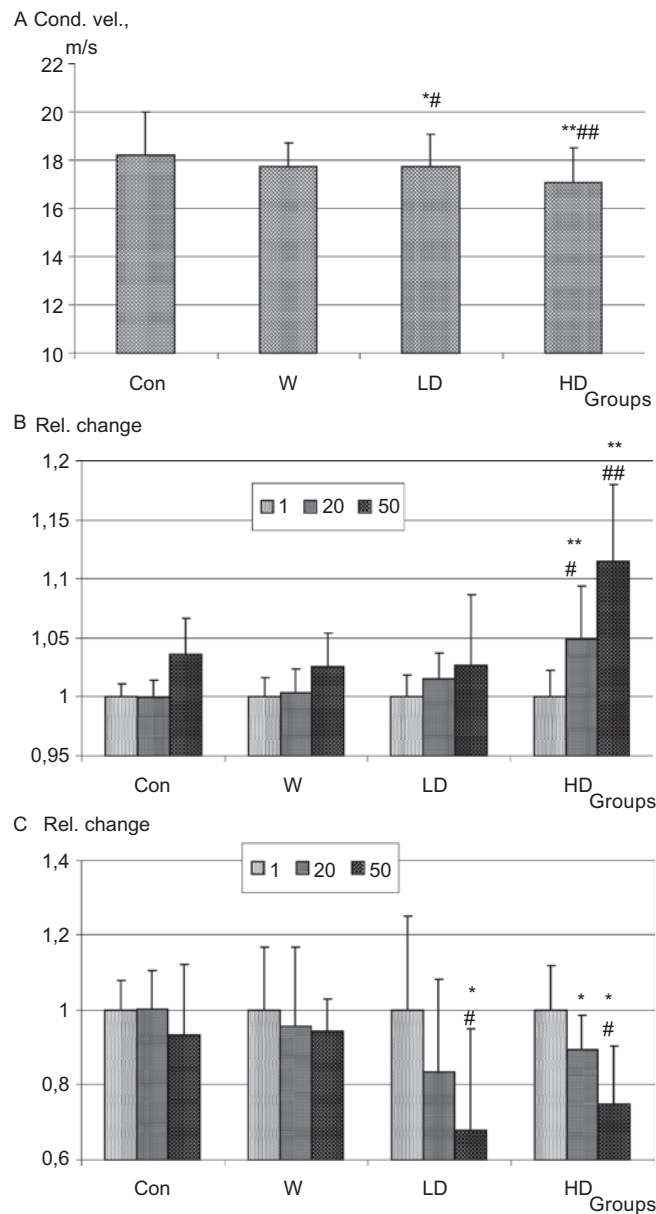 A Cond. vel.,
m/s
22
20
18
16
14
12
10
*#
**##
Con W LD HD
Groups
B Rel. change
1,2
1,15
1,1
1,05
1
0,95
1 20 50
**
#
**
##
Con W LD HD
Groups
C Rel. change
1,4
1,2
1
0,8
0,6
1 20 50
*
#
*
*
#
Con W LD HD
Groups